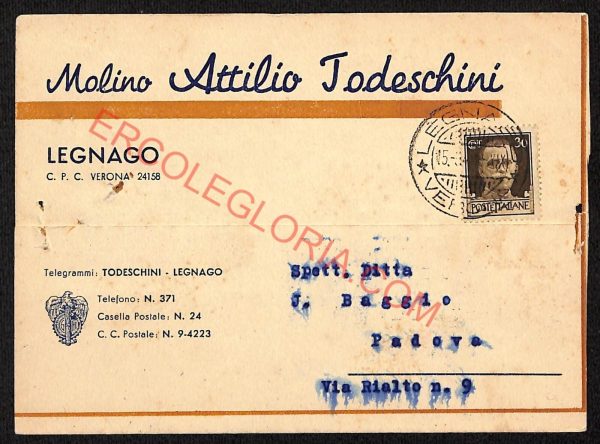 Molino Attilio Todeschini
LEGNAGO
C. P. C. VERONA 24158
30
POSTE ITALIANE
Telegrammi: TODESCHINI - LEGNAGO
Telefono: N. 371
Casella Postale: N. 24
C. C. Postale: N. 9-4223
Spett. Ditta
J. Baggio
Padova
Via Rialto n. 9
ERCOLEGLORIA.COM